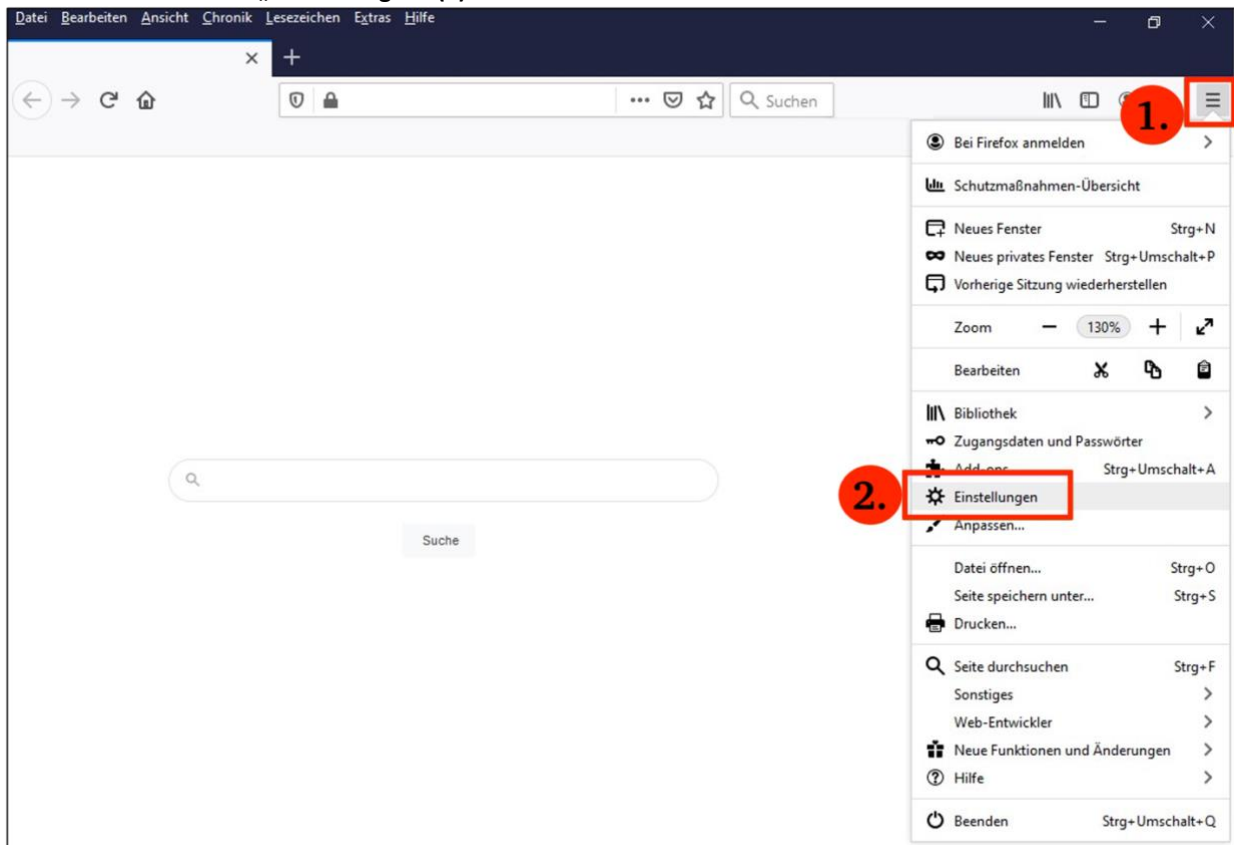 Datei Bearbeiten Ansicht Chronik Lesezeichen Extras Hilfe
Suchen
1.
Bei Firefox anmelden
Schutzmaßnahmen-Übersicht
Neues Fenster Strg+N
Neues privates Fenster Strg+Umschalt+P
Vorherige Sitzung wiederherstellen
Zoom 130%
Bearbeiten
Bibliothek
Zugangsdaten und Passwörter
Add-ons Strg+Umschalt+A
2.
Einstellungen
Anpassen...
Datei öffnen... Strg+O
Seite speichern unter... Strg+S
Drucken...
Seite durchsuchen Strg+F
Sonstiges
Web-Entwickler
Neue Funktionen und Änderungen
Hilfe
Beenden Strg+Umschalt+Q
Suche